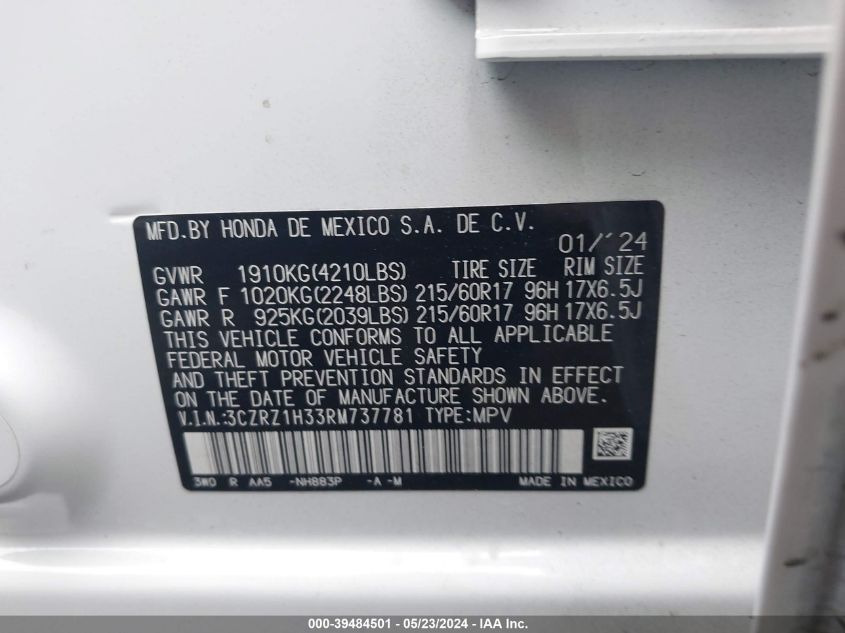 MFD.BY HONDA DE MEXICO S.A. DE C.V.
01/´24
GVWR 1910KG(4210LBS) TIRE SIZE RIM SIZE
GAWR F 1020KG(2248LBS) 215/60R17 96H 17X6.5J
GAWR R 925KG(2039LBS) 215/60R17 96H 17X6.5J
THIS VEHICLE CONFORMS TO ALL APPLICABLE
FEDERAL MOTOR VEHICLE SAFETY
AND THEFT PREVENTION STANDARDS IN EFFECT
ON THE DATE OF MANUFACTURE SHOWN ABOVE.
V.I.N.:3CZRZ1H33RM737781 TYPE:MPV
3W0 R AA5 -NH883P -A -M MADE IN MEXICO
000-39484501 - 05/23/2024 - IAA Inc.